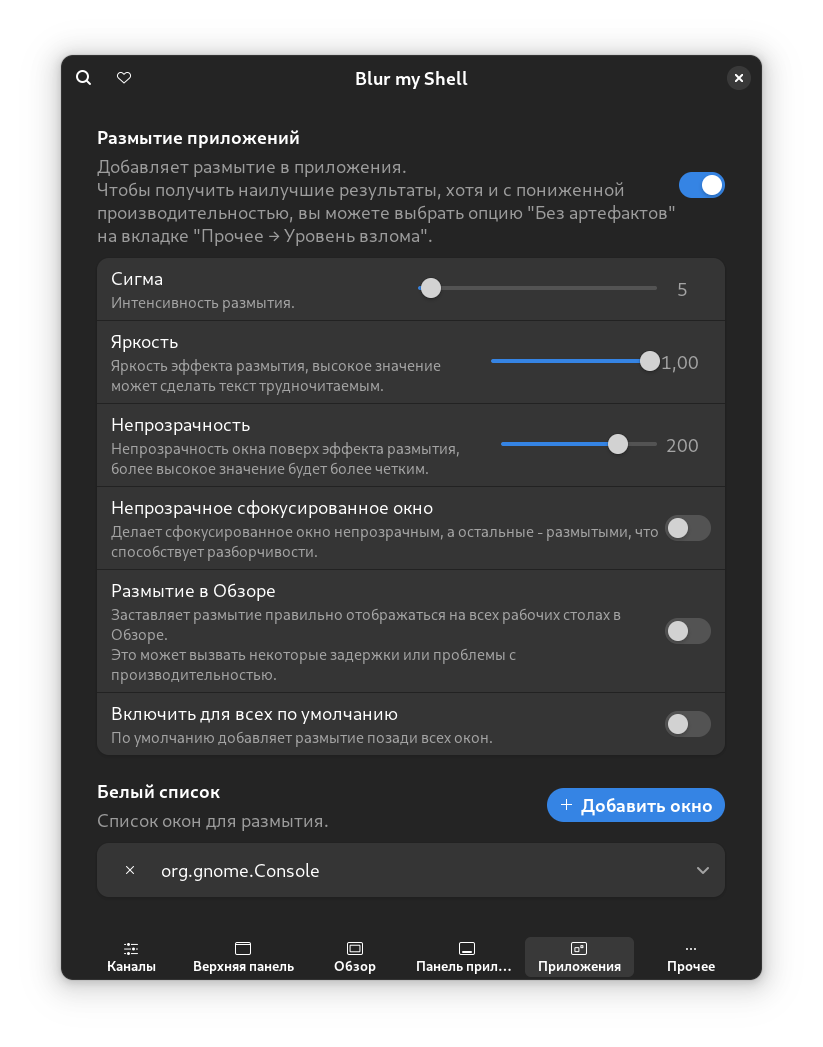 Blur my Shell
Размытие приложений
Добавляет размытие в приложения.
Чтобы получить наилучшие результаты, хотя и с пониженной
производительностью, вы можете выбрать опцию "Без артефактов"
на вкладке "Прочее → Уровень взлома".
Сигма
Интенсивность размытия.
5
Яркость
Яркость эффекта размытия, высокое значение
может сделать текст трудночитаемым.
1,00
Непрозрачность
Непрозрачность окна поверх эффекта размытия,
более высокое значение будет более четким.
200
Непрозрачное сфокусированное окно
Делает сфокусированное окно непрозрачным, а остальные - размытыми, что
способствует разборчивости.
Размытие в Обзоре
Заставляет размытие правильно отображаться на всех рабочих столах в
Обзоре.
Это может вызвать некоторые задержки или проблемы с
производительностью.
Включить для всех по умолчанию
По умолчанию добавляет размытие позади всех окон.
Белый список
Список окон для размытия.
+ Добавить окно
org.gnome.Console
Каналы
Верхняя панель
Обзор
Панель прил...
Приложения
Прочее